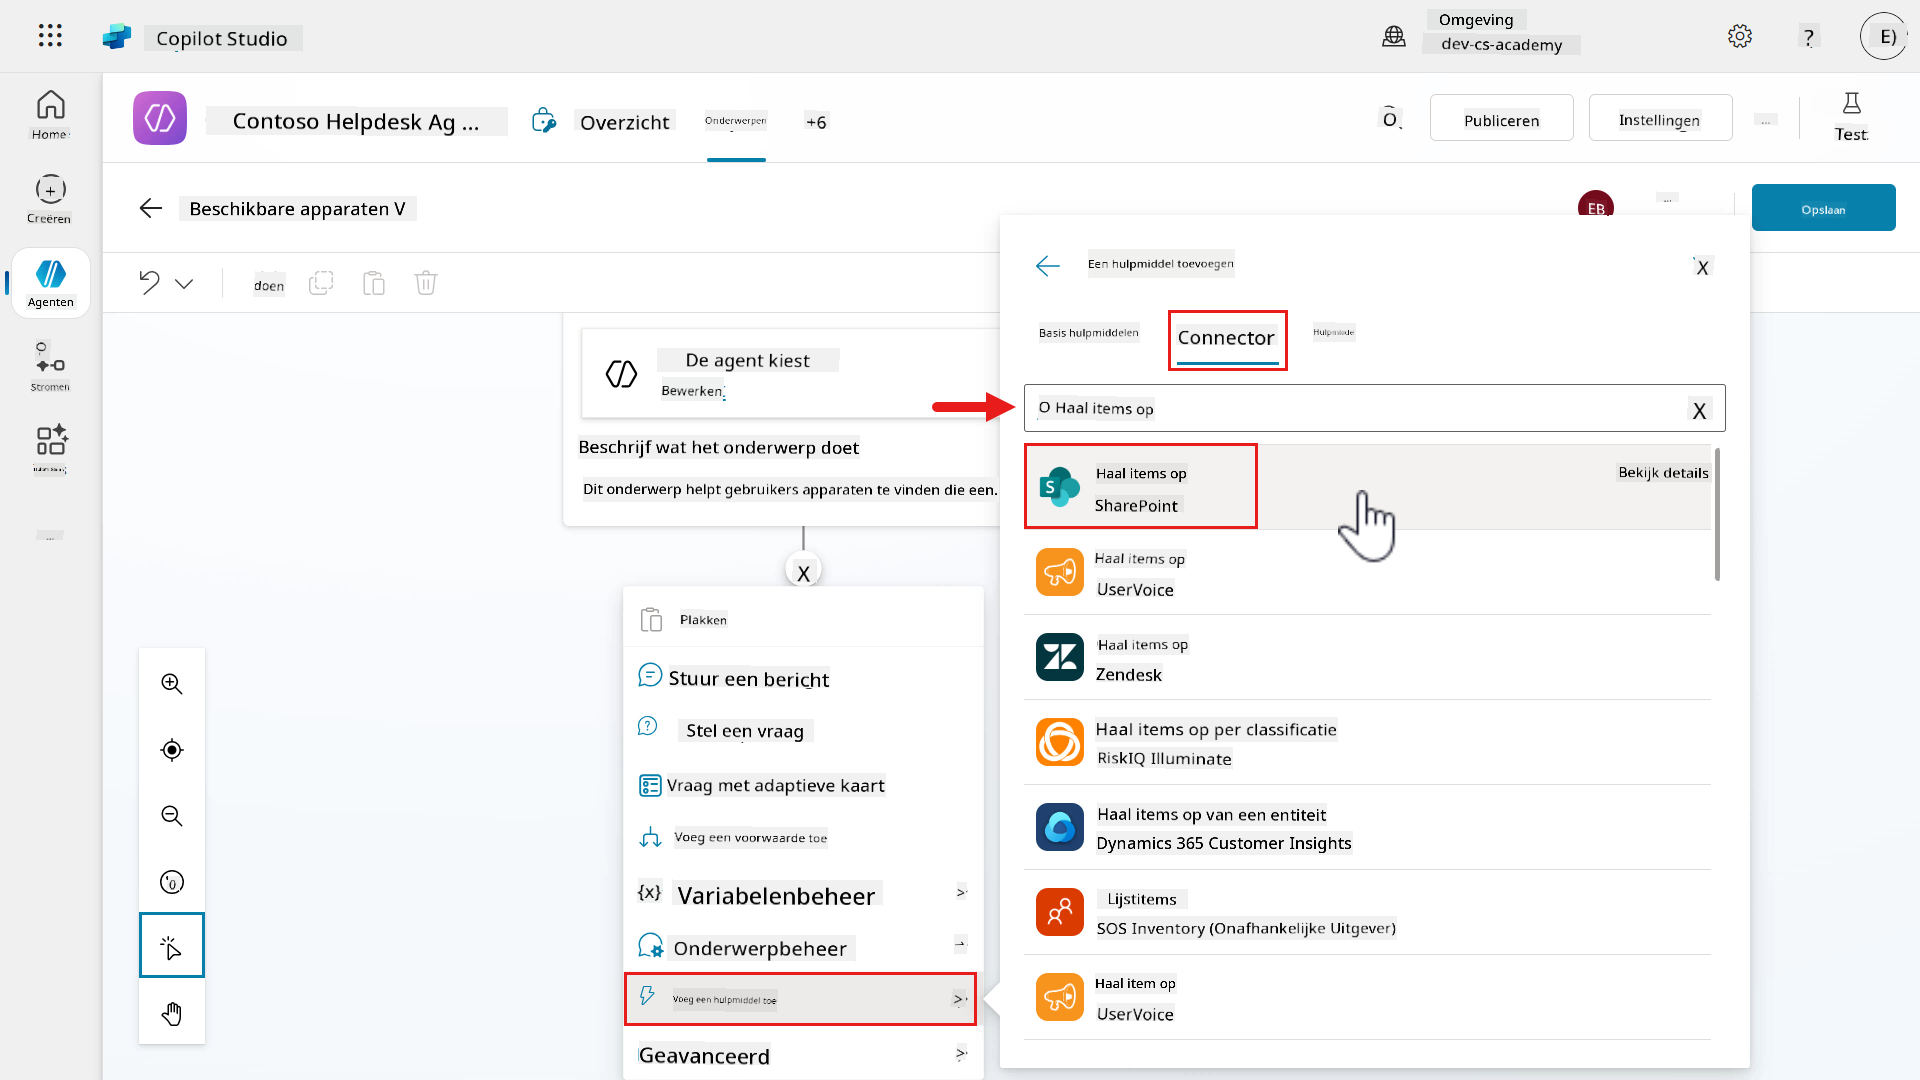 Copilot Studio
Omgeving
dev-cs-academy
?
E)
Home
Creëren
Agenten
Stromen
Contoso Helpdesk Ag ...
Overzicht
Onderwerpen
+6
Publiceren
Instellingen
...
Test
Beschikbare apparaten V
EB
...
Opslaan
doen
De agent kiest
Bewerken
Beschrijf wat het onderwerp doet
Dit onderwerp helpt gebruikers apparaten te vinden die een.
X
Plakken
Stuur een bericht
Stel een vraag
Vraag met adaptieve kaart
Voeg een voorwaarde toe
{x} Variabelenbeheer >
Onderwerpbeheer
Voeg een hulpmiddel toe >
Geavanceerd >
Een hulpmiddel toevoegen
X
Basis hulpmiddelen
Connector
O Haal items op
X
Haal items op
SharePoint
Bekijk details
Haal items op
UserVoice
Haal items op
Zendesk
Haal items op per classificatie
RiskIQ Illuminate
Haal items op van een entiteit
Dynamics 365 Customer Insights
Lijstitems
SOS Inventory (Onafhankelijke Uitgever)
Haal item op
UserVoice